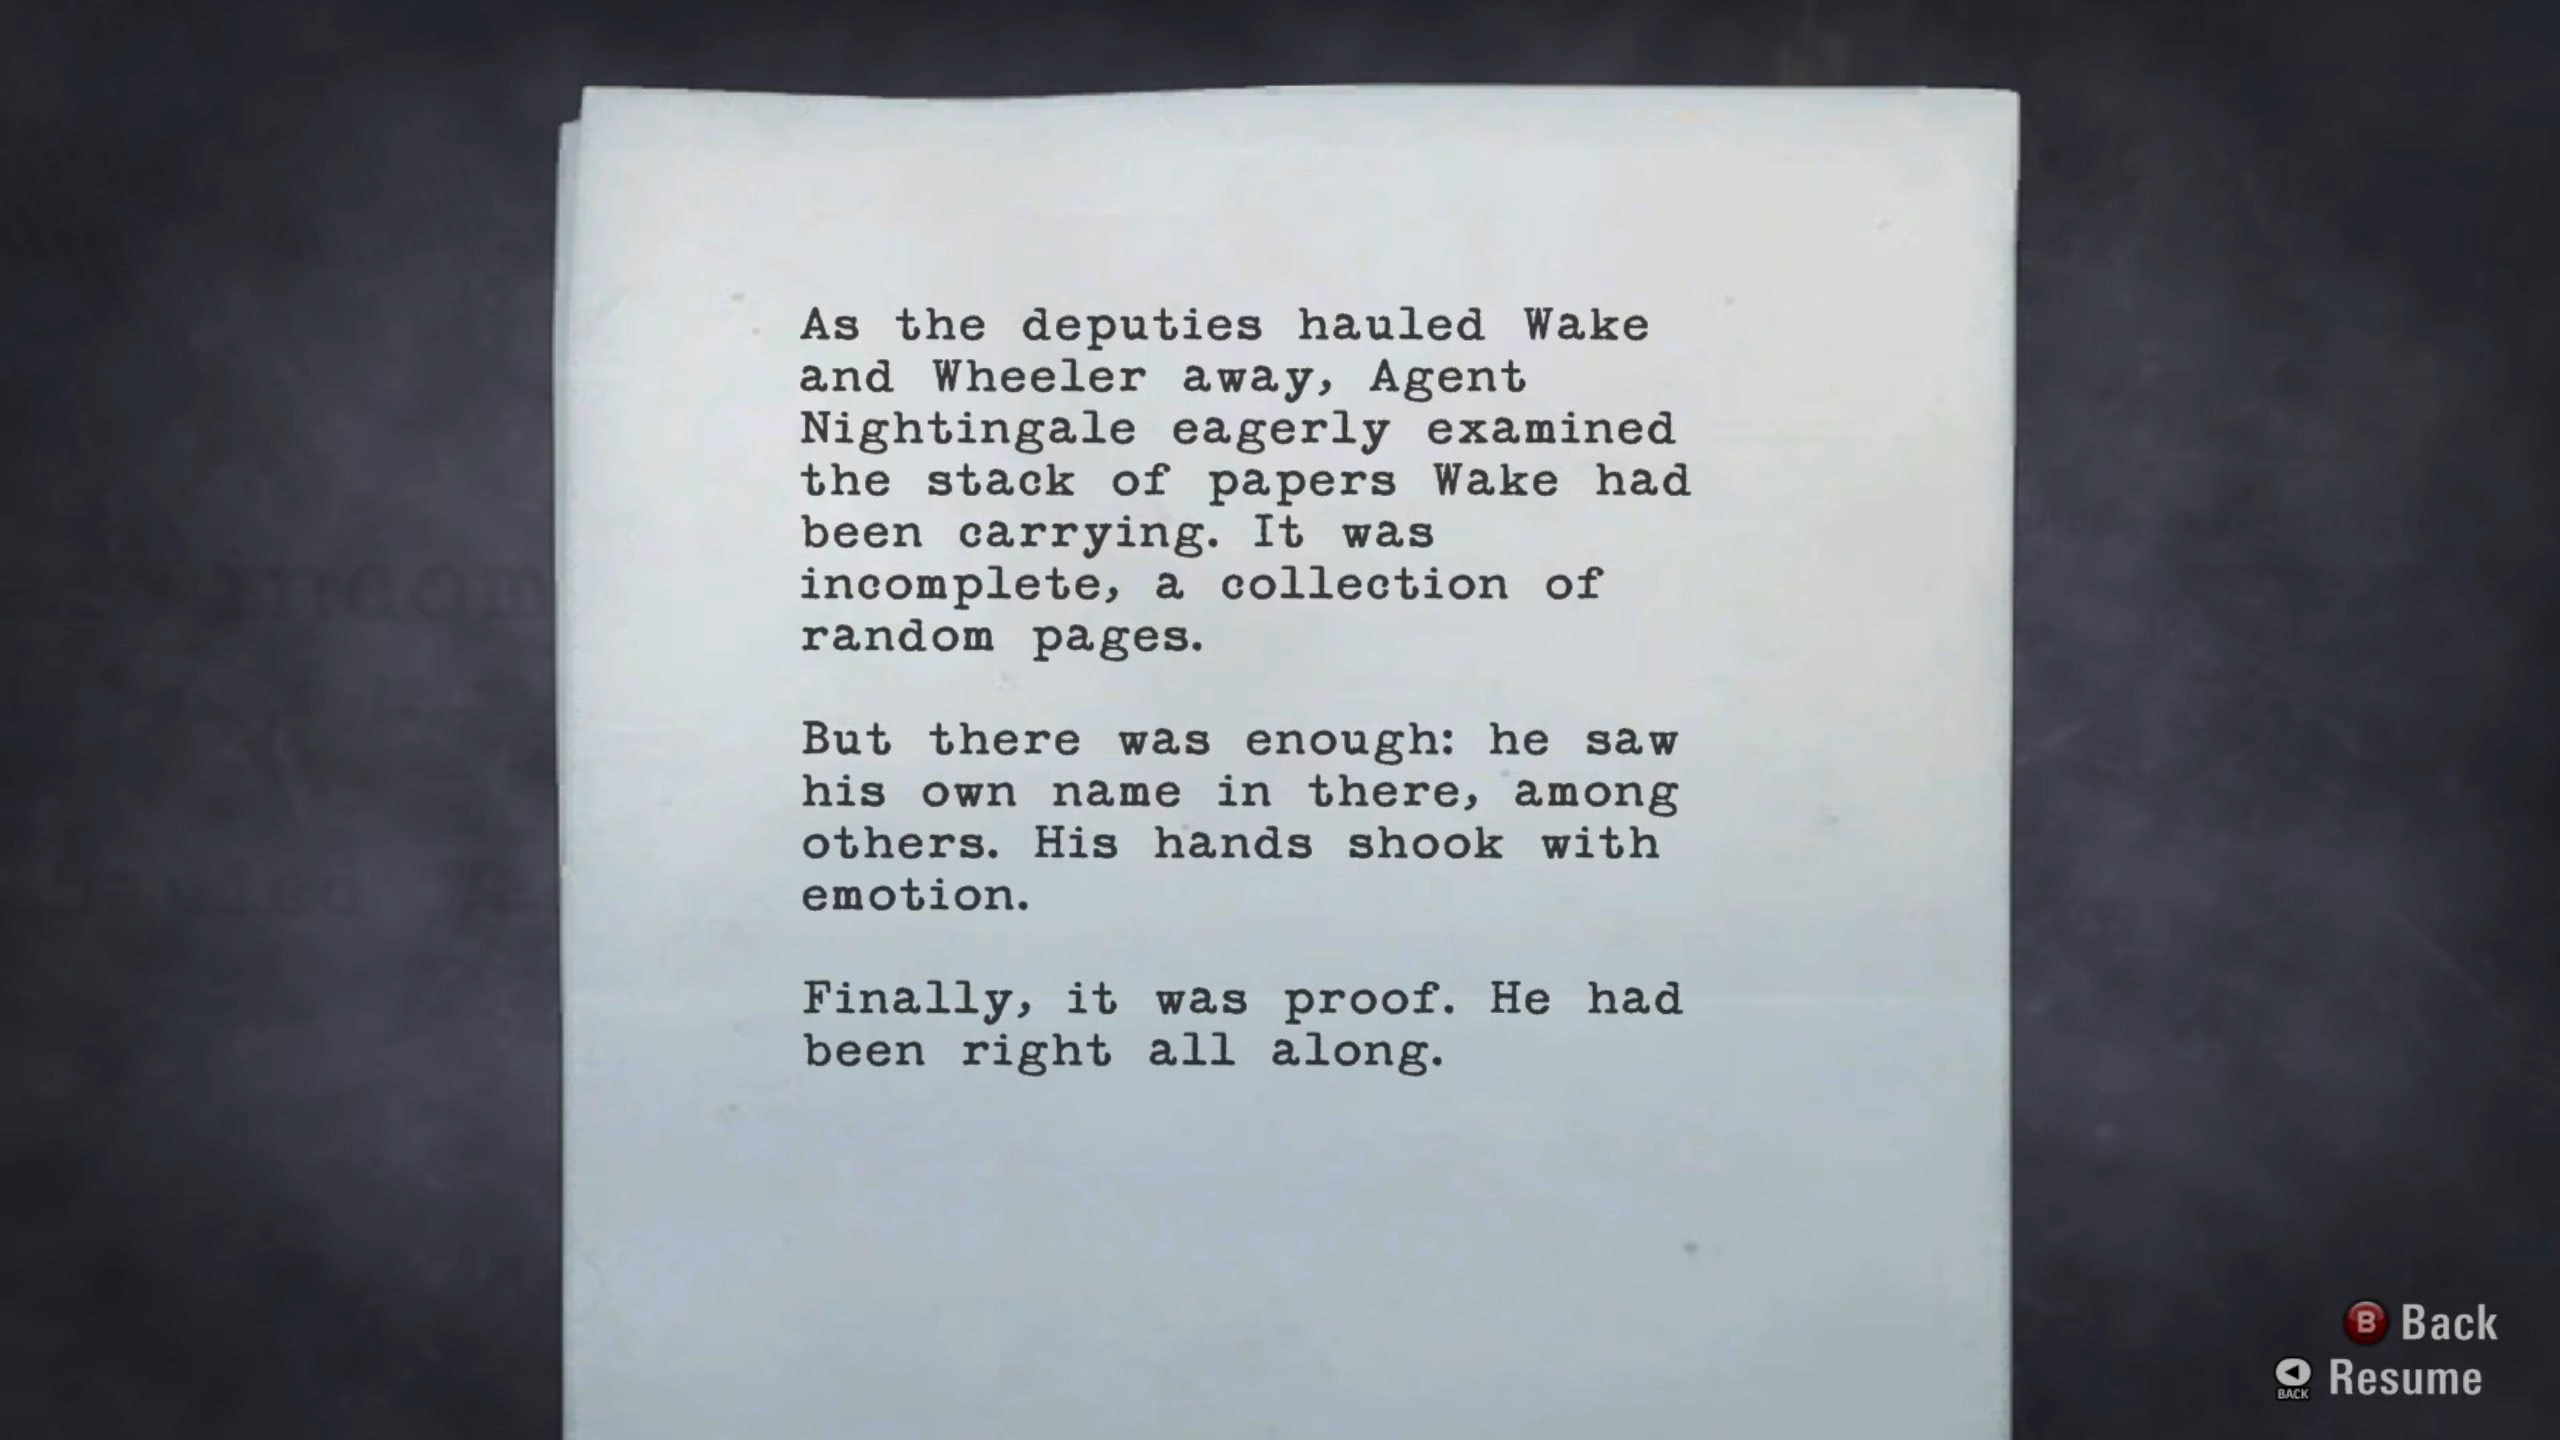 As the deputies hauled Wake
and Wheeler away, Agent
Nightingale eagerly examined
the stack of papers Wake had
been carrying. It was
incomplete, a collection of
random pages.
But there was enough: he saw
his own name in there, among
others. His hands shook with
emotion.
Finally, it was proof. He had
been right all along.
B Back
BACK Resume